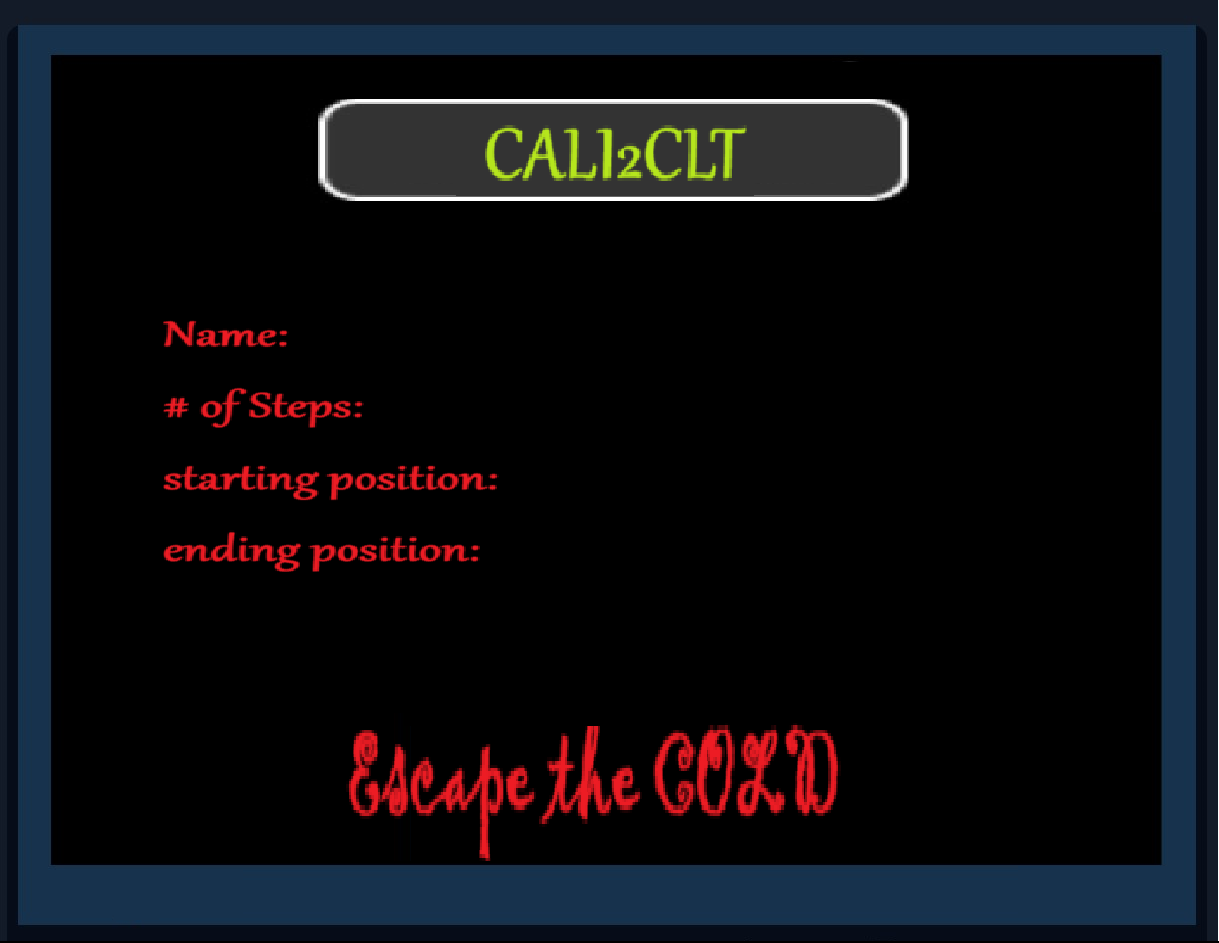 CALI2CLT
Name:
# of Steps:
starting position:
ending position:
Escape the COLD